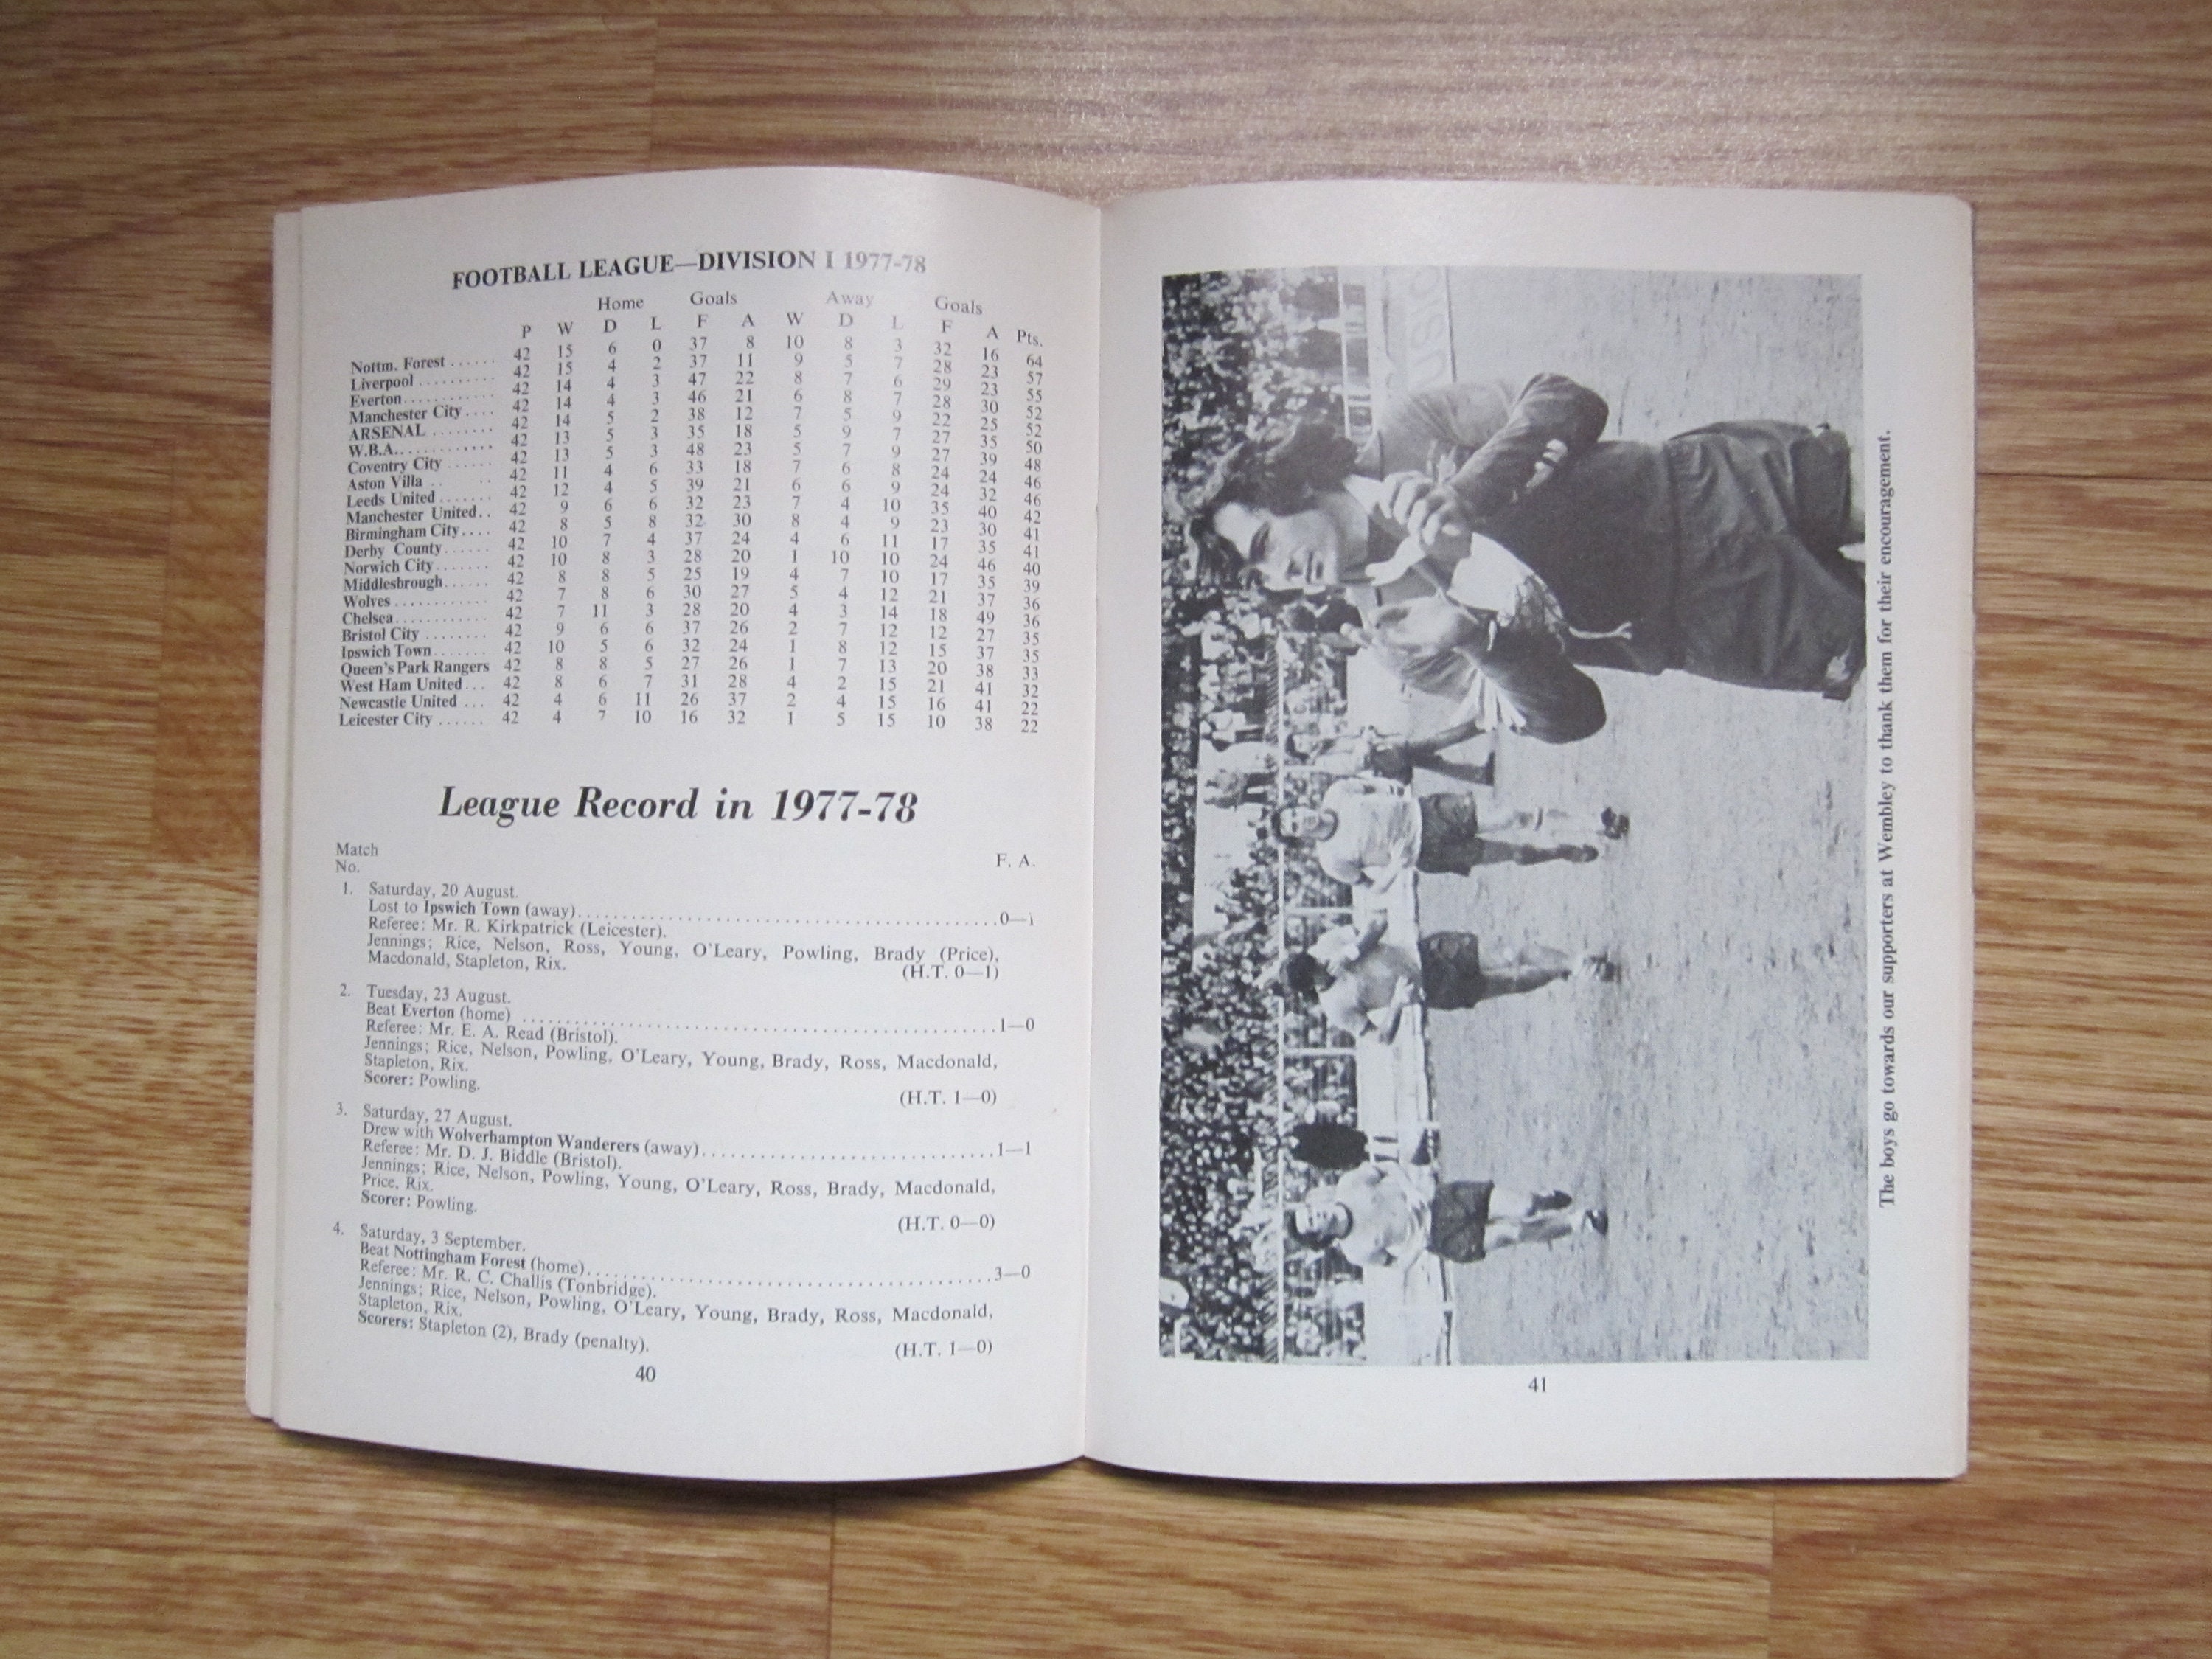 FOOTBALL LEAGUE—DIVISION I 1977-78
Home Goals Away Goals
P W D L F A W D L F A Pts.
Nottm. Forest ...... 42 15 6 0 37 8 10 8 3 32 16 64
Liverpool .......... 42 15 4 2 37 11 9 5 7 28 23 57
Everton............ 42 14 4 3 47 22 8 7 6 29 23 55
Manchester City.... 42 14 4 3 46 21 6 8 7 28 30 52
ARSENAL ........ 42 14 5 2 38 12 7 5 9 22 25 52
W.B.A............. 42 13 5 3 35 18 5 9 7 27 35 50
Coventry City ...... 42 13 5 3 48 23 5 7 9 27 39 48
Aston Villa .. .. 42 11 4 6 33 18 7 6 8 24 24 46
Leeds United ....... 42 12 4 5 39 21 6 6 9 24 32 46
Manchester United.. 42 9 6 6 32 23 7 4 10 35 40 42
Birmingham City.... 42 8 5 8 32 30 8 4 9 23 30 41
Derby County...... 42 10 7 4 37 24 4 6 11 17 35 41
Norwich City....... 42 10 8 3 28 20 1 10 10 24 46 40
Middlesbrough...... 42 8 8 5 25 19 4 7 10 17 35 39
Wolves ............ 42 7 8 6 30 27 5 4 12 21 37 36
Chelsea............ 42 7 11 3 28 20 4 3 14 18 49 36
Bristol City ........ 42 9 6 6 37 26 2 7 12 12 27 35
Ipswich Town....... 42 10 5 6 32 24 1 8 12 15 37 35
Queen's Park Rangers 42 8 8 5 27 26 1 7 13 20 38 33
West Ham United... 42 8 6 7 31 28 4 2 15 21 41 32
Newcastle United ... 42 4 6 11 26 37 2 4 15 16 41 22
Leicester City ...... 42 4 7 10 16 32 1 5 15 10 38 22
League Record in 1977-78
Match
No. F. A.
1. Saturday, 20 August.
Lost to Ipswich Town (away)........................................0—1
Referee: Mr. R. Kirkpatrick (Leicester).
Jennings; Rice, Nelson, Ross, Young, O'Leary, Powling, Brady (Price),
Macdonald, Stapleton, Rix. (H.T. 0—1)
2. Tuesday, 23 August.
Beat Everton (home) ..............................................1—0
Referee: Mr. E. A. Read (Bristol).
Jennings; Rice, Nelson, Powling, O'Leary, Young, Brady, Ross, Macdonald,
Stapleton, Rix.
Scorer: Powling.
(H.T. 1—0)
3. Saturday, 27 August.
Drew with Wolverhampton Wanderers (away).............................1—1
Referee: Mr. D. J. Biddle (Bristol).
Jennings; Rice, Nelson, Powling, Young, O'Leary, Ross, Brady, Macdonald,
Price, Rix.
Scorer: Powling.
(H.T. 0—0)
4. Saturday, 3 September.
Beat Nottingham Forest (home).......................................3—0
Referee: Mr. R. C. Challis (Tonbridge).
Jennings; Rice, Nelson, Powling, O'Leary, Young, Brady, Ross, Macdonald,
Stapleton, Rix.
Scorers: Stapleton (2), Brady (penalty).
(H.T. 1—0)
40
The boys go towards our supporters at Wembley to thank them for their encouragement.
41